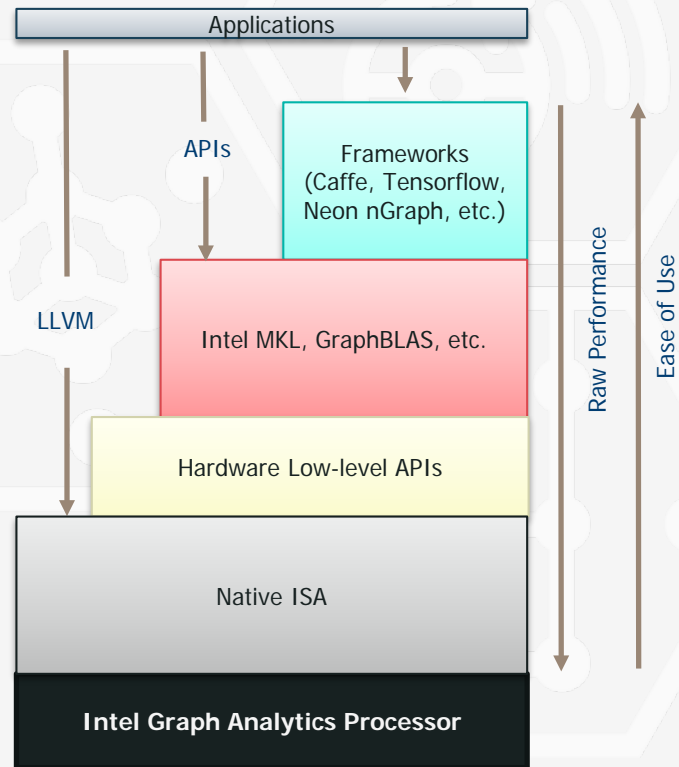 Applications
APIs
Frameworks
(Caffe, Tensorflow,
Neon nGraph, etc.)
LLVM
Intel MKL, GraphBLAS, etc.
Raw Performance
Ease of Use
Hardware Low-level APIs
Native ISA
Intel Graph Analytics Processor